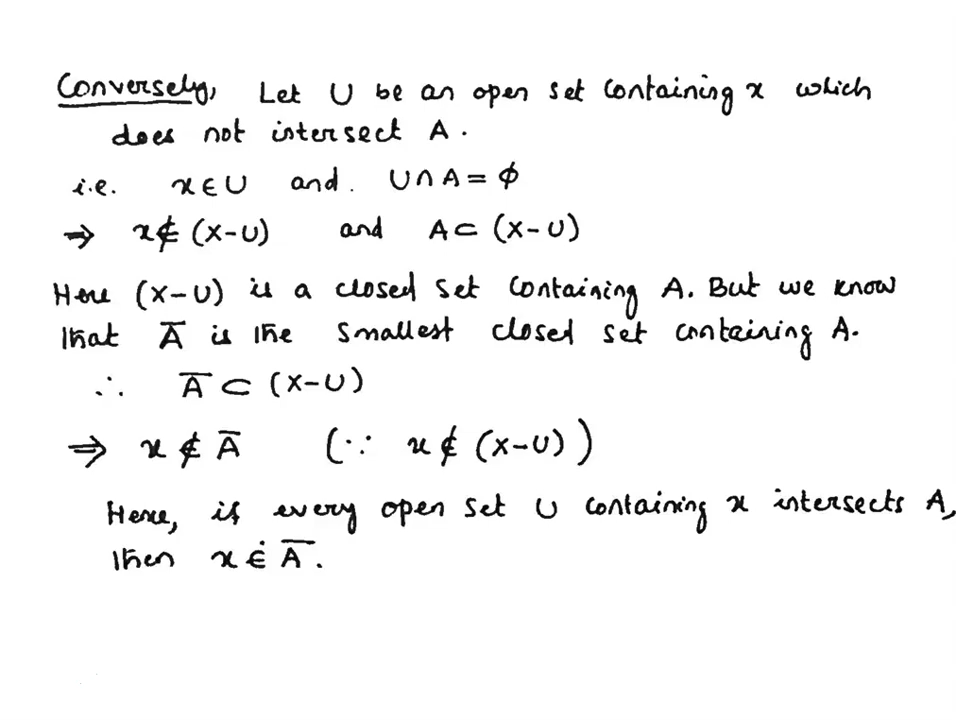 Conversely, Let U be an open set containing x which
does not intersect A.
i.e. x∈U and. U∩A=ϕ
⇒ x∉(X-U) and A⊂(X-U)
Here (X-U) is a closed set containing A. But we know
that A̅ is the smallest closed set containing A.
∴ A̅⊂(X-U)
⇒ x∉A̅ (∵ x∉(X-U))
Hence, if every open set U containing x intersects A,
then x∈A̅.